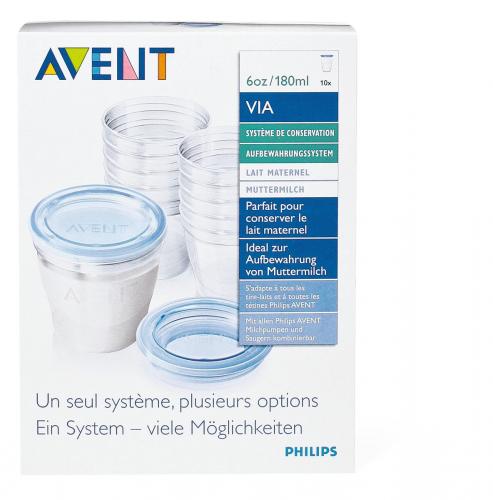 AVENT
6oz/180ml
10x
VIA
SYSTÈME DE CONSERVATION
AUFBEWAHRUNGSSYSTEM
LAIT MATERNEL
MUTTERMILCH
Parfait pour
conserver le
lait maternel
Ideal zur
Aufbewahrung
von Muttermilch
S'adapte à tous les
tire-laits et à toutes les
tétines Philips AVENT
Mit allen Philips AVENT
Milchpumpen und
Saugern kombinierbar
AVENT
AVENT
Un seul système, plusieurs options
Ein System – viele Möglichkeiten
PHILIPS